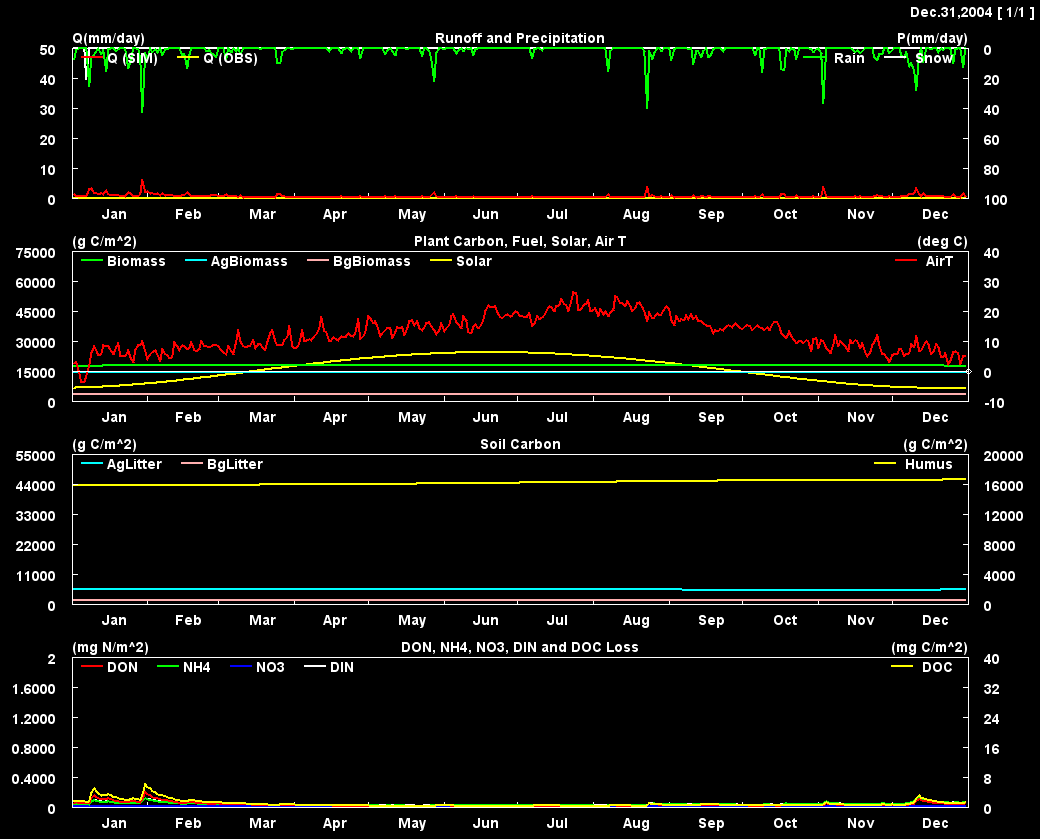 Dec.31,2004 [ 1/1 ]
Q(mm/day) Runoff and Precipitation P(mm/day)
50 0
Q (SIM) Q (OBS) Rain Snow
40 20
30 40
20 60
10 80
0 100
Jan Feb Mar Apr May Jun Jul Aug Sep Oct Nov Dec
(g C/m^2) Plant Carbon, Fuel, Solar, Air T (deg C)
75000 40
Biomass AgBiomass BgBiomass Solar AirT
60000 30
45000 20
30000 10
15000 0
0 -10
Jan Feb Mar Apr May Jun Jul Aug Sep Oct Nov Dec
(g C/m^2) Soil Carbon (g C/m^2)
55000 20000
AgLitter BgLitter Humus
44000 16000
33000 12000
22000 8000
11000 4000
0 0
Jan Feb Mar Apr May Jun Jul Aug Sep Oct Nov Dec
(mg N/m^2) DON, NH4, NO3, DIN and DOC Loss (mg C/m^2)
2 40
DON NH4 NO3 DIN DOC
1.6000 32
1.2000 24
0.8000 16
0.4000 8
0 0
Jan Feb Mar Apr May Jun Jul Aug Sep Oct Nov Dec